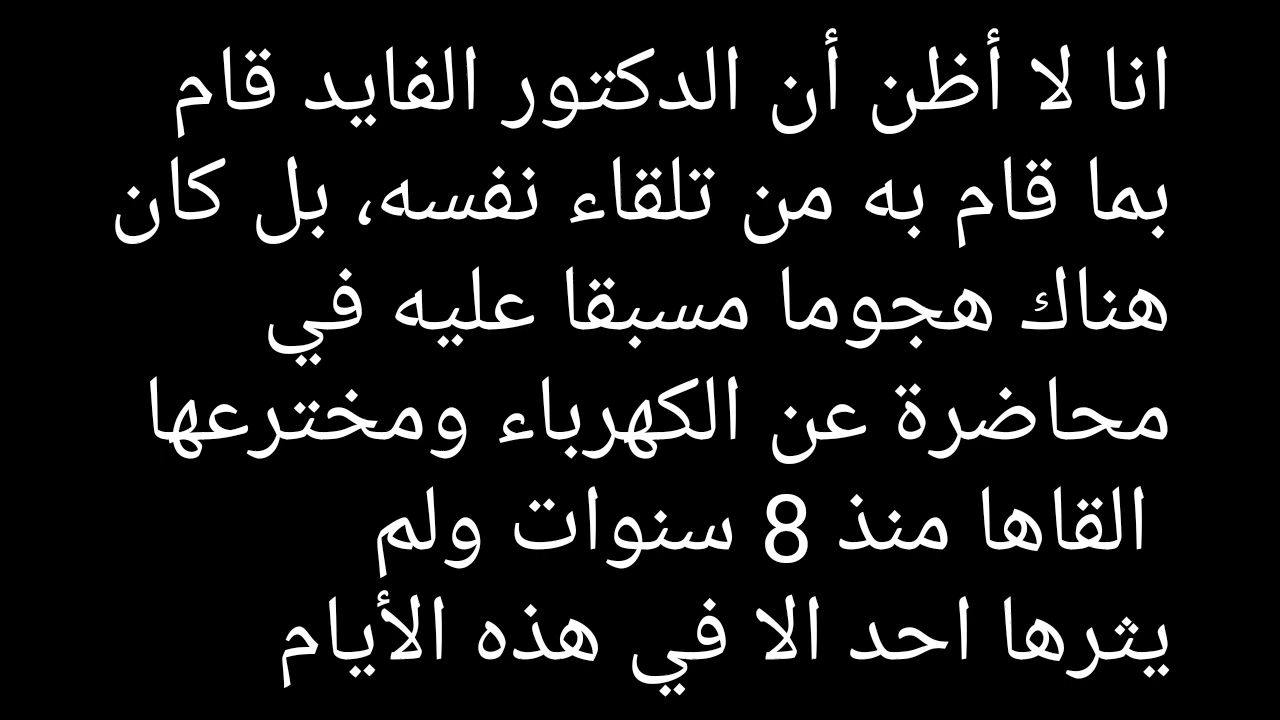 انا لا أظن أن الدكتور الفايد قام
بما قام به من تلقاء نفسه، بل كان
هناك هجوما مسبقا عليه في
محاضرة عن الكهرباء ومخترعها
القاها منذ 8 سنوات ولم
يثرها احد الا في هذه الأيام